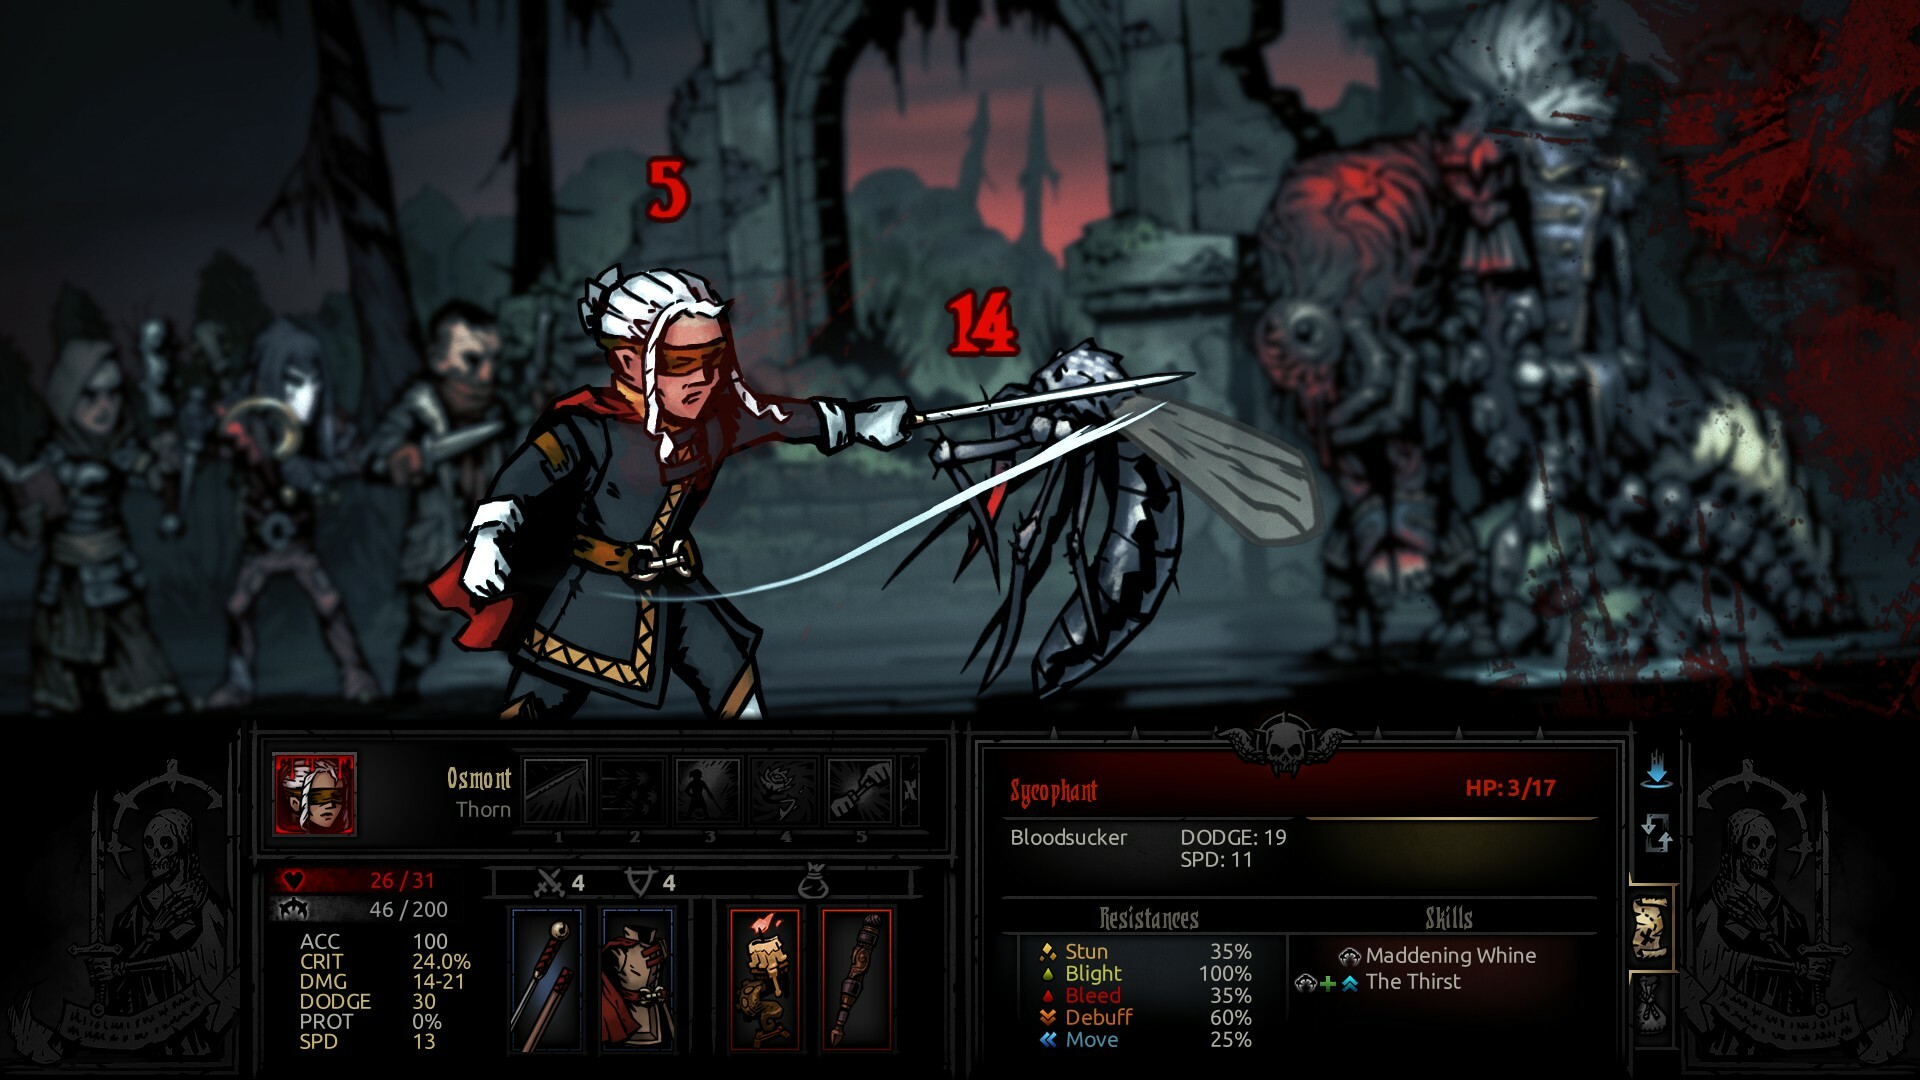 5
14
Osmont
Thorn
1 2 3 4 5
26 / 31
46 / 200
4 4
ACC 100
CRIT 24.0%
DMG 14-21
DODGE 30
PROT 0%
SPD 13
Sycophant HP: 3/17
Bloodsucker DODGE: 19
SPD: 11
Resistances Skills
Stun 35% Maddening Whine
Blight 100% The Thirst
Bleed 35%
Debuff 60%
Move 25%